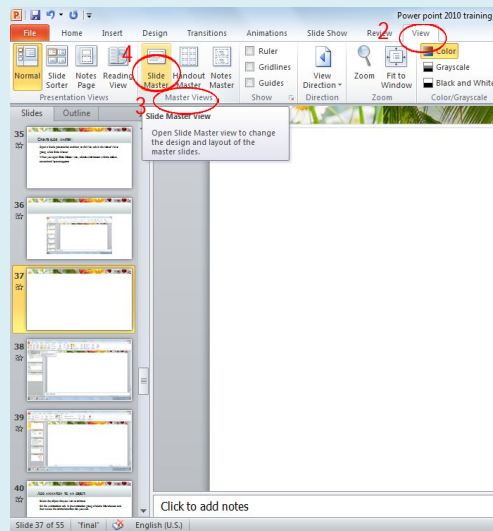 Power point 2010 training
2
File Home Insert Design Transitions Animations Slide Show Review View
4
Normal Slide Sorter Notes Page Reading View Slide Master Handout Master Notes Master Ruler Gridlines Guides View Direction Zoom Fit to Window Color Grayscale Black and White
3
Presentation Views Master Views Show Direction Zoom Color/Grayscale
Slides Outline
Slide Master View
Open Slide Master view to change
the design and layout of the
master slides.
35
36
37
38
39
40
Click to add notes
Slide 37 of 55 "final" English (U.S.)